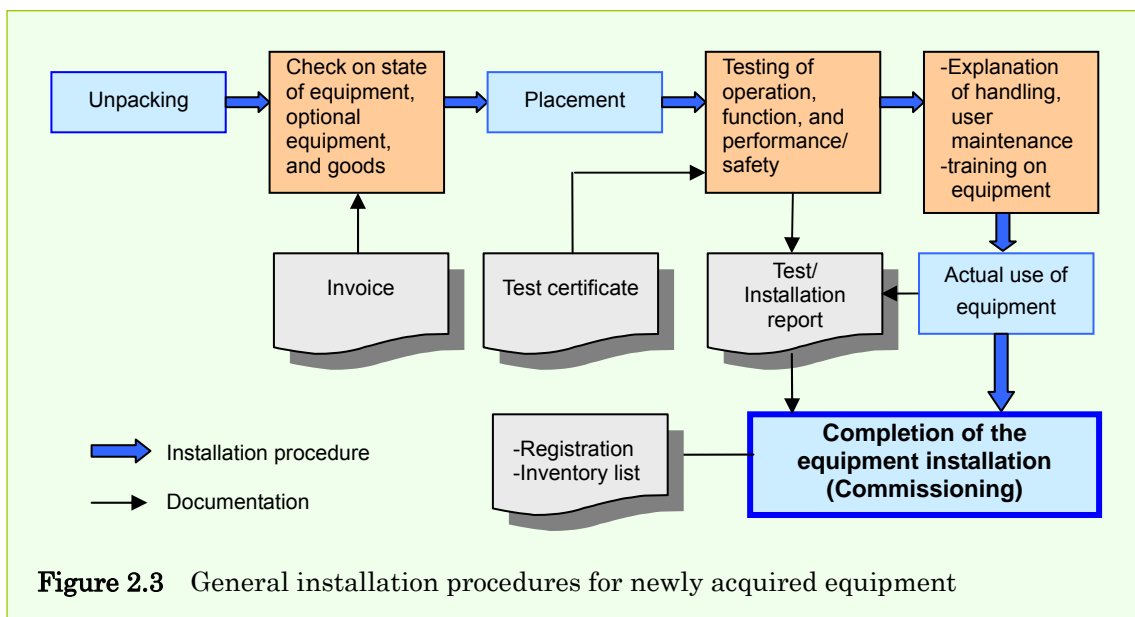 Unpacking
Check on state
of equipment,
optional
equipment,
and goods
Placement
Testing of
operation,
function, and
performance/
safety
-Explanation
of handling,
user
maintenance
-training on
equipment
Invoice
Test certificate
Test/
Installation
report
Actual use of
equipment
Installation procedure
Documentation
-Registration
-Inventory list
Completion of the
equipment installation
(Commissioning)
Figure 2.3 General installation procedures for newly acquired equipment